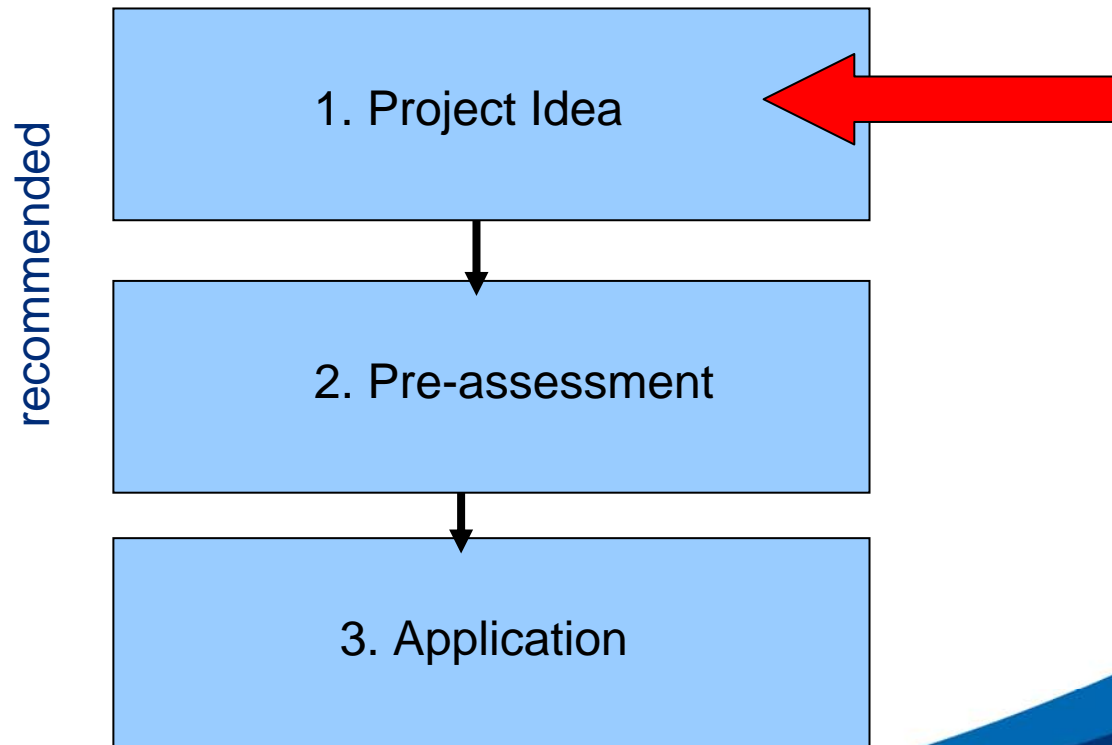 recommended
1. Project Idea
2. Pre-assessment
3. Application